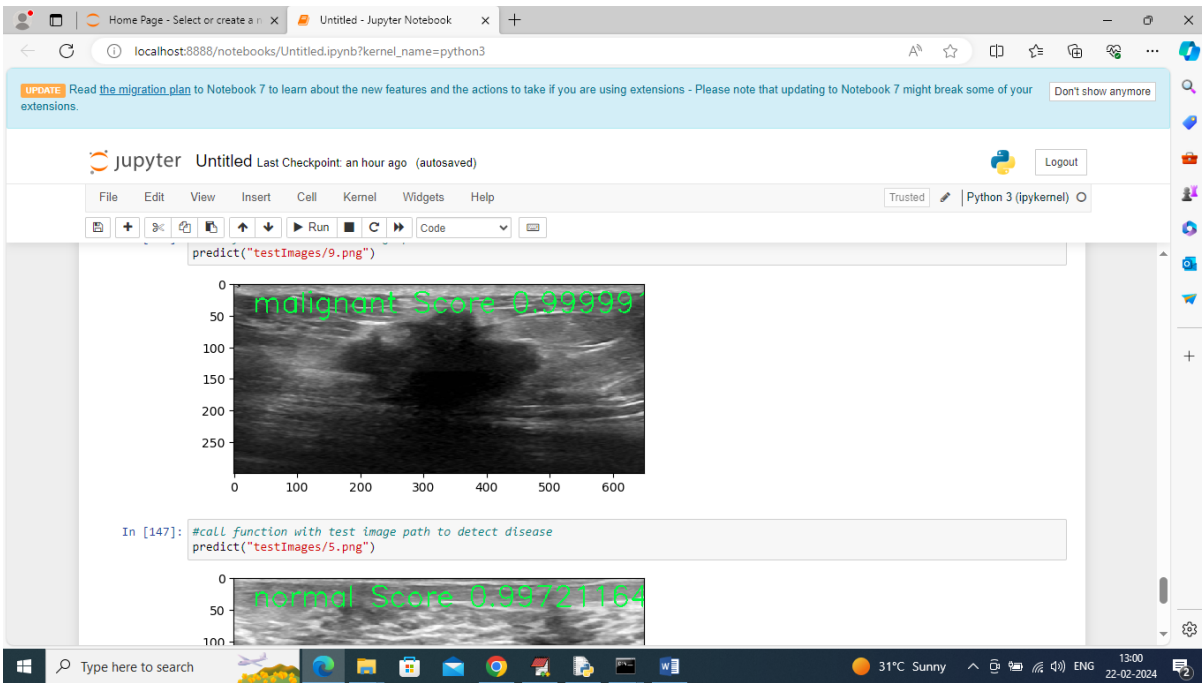 Home Page - Select or create a n
Untitled - Jupyter Notebook
localhost:8888/notebooks/Untitled.ipynb?kernel_name=python3
UPDATE Read the migration plan to Notebook 7 to learn about the new features and the actions to take if you are using extensions - Please note that updating to Notebook 7 might break some of your
extensions.
Don't show anymore
jupyter Untitled Last Checkpoint: an hour ago (autosaved)
Logout
File Edit View Insert Cell Kernel Widgets Help
Trusted Python 3 (ipykernel)
Run Code
predict("testImages/9.png")
malignant Score 0.99999
0
50
100
150
200
250
0 100 200 300 400 500 600
In [147]: #call function with test image path to detect disease
predict("testImages/5.png")
normal Score 0.99721164
0
50
100
Type here to search
31°C Sunny
ENG
13:00
22-02-2024
2